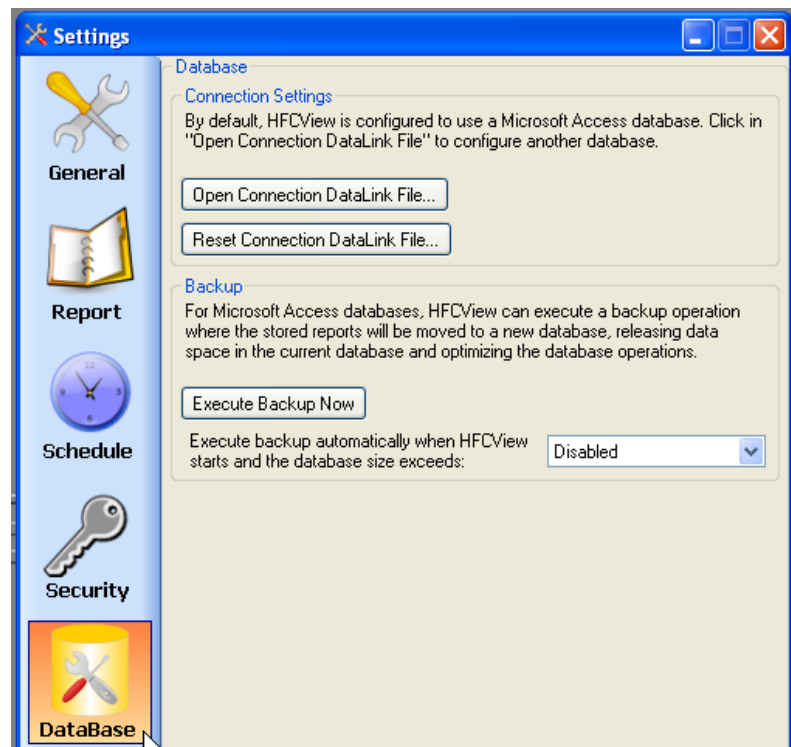 Settings
General
Report
Schedule
Security
DataBase
Database
Connection Settings
By default, HFCView is configured to use a Microsoft Access database. Click in
"Open Connection DataLink File" to configure another database.
Open Connection DataLink File...
Reset Connection DataLink File...
Backup
For Microsoft Access databases, HFCView can execute a backup operation
where the stored reports will be moved to a new database, releasing data
space in the current database and optimizing the database operations.
Execute Backup Now
Execute backup automatically when HFCView
starts and the database size exceeds:
Disabled